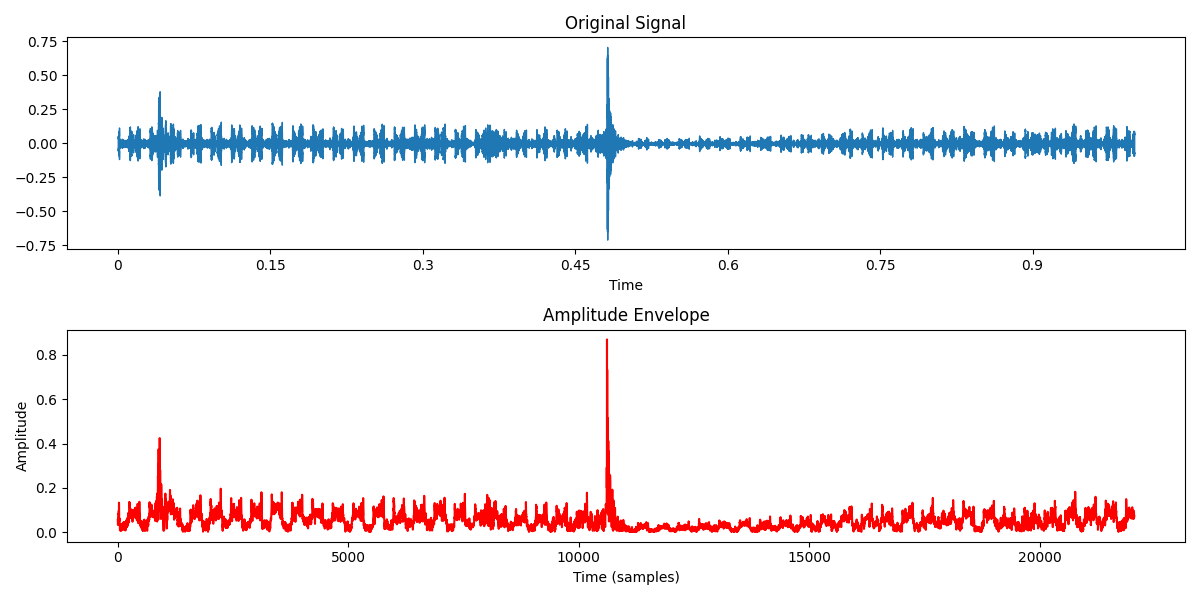 Original Signal
0.75
0.50
0.25
0.00
−0.25
−0.50
−0.75
0 0.15 0.3 0.45 0.6 0.75 0.9
Time
Amplitude Envelope
Amplitude
0.8
0.6
0.4
0.2
0.0
0 5000 10000 15000 20000
Time (samples)